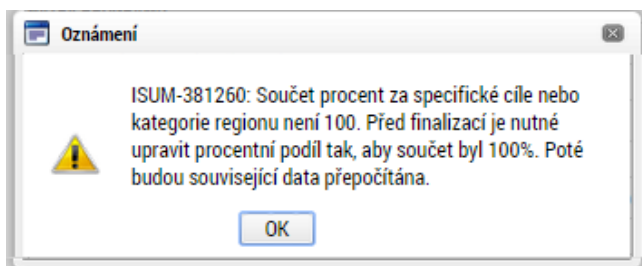 Oznámení
ISUM-381260: Součet procent za specifické cíle nebo
kategorie regionu není 100. Před finalizací je nutné
upravit procentní podíl tak, aby součet byl 100%. Poté
budou související data přepočítána.
OK